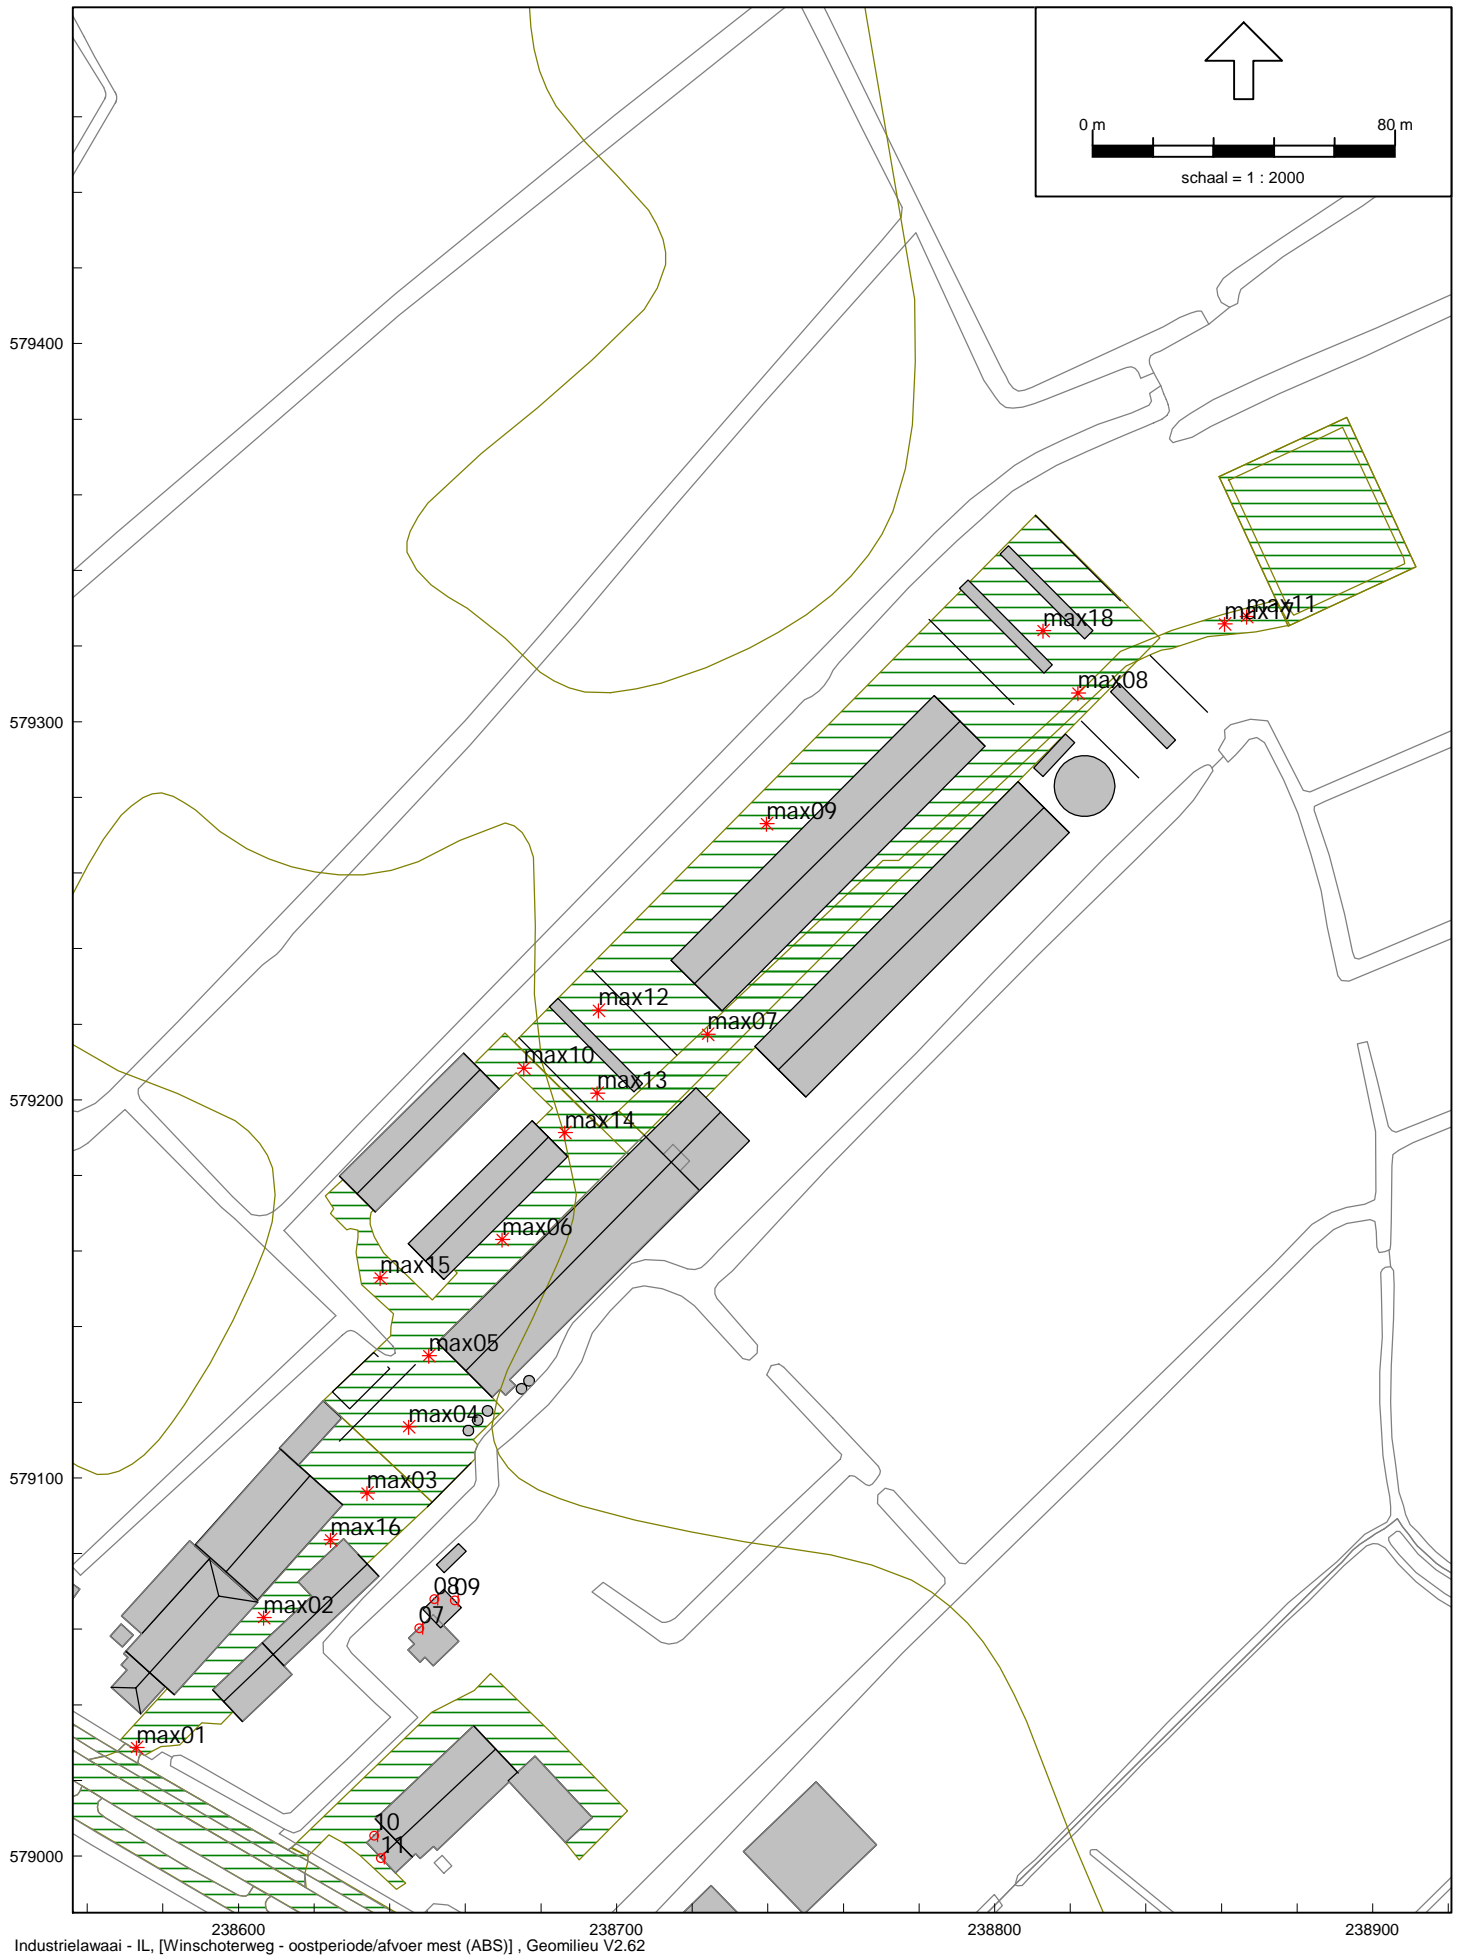 0 m 80 m
schaal = 1 : 2000
579400
max11
max17
max18
max08
579300
max09
max12
max07
max10
max13
579200
max14
max06
max15
max05
max04
579100
max03
max16
08
09
max02
07
max01
10
11
579000
238600 238700 238800 238900
Industrielawaai - IL, [Winschoterweg - oostperiode/afvoer mest (ABS)] , Geomilieu V2.62